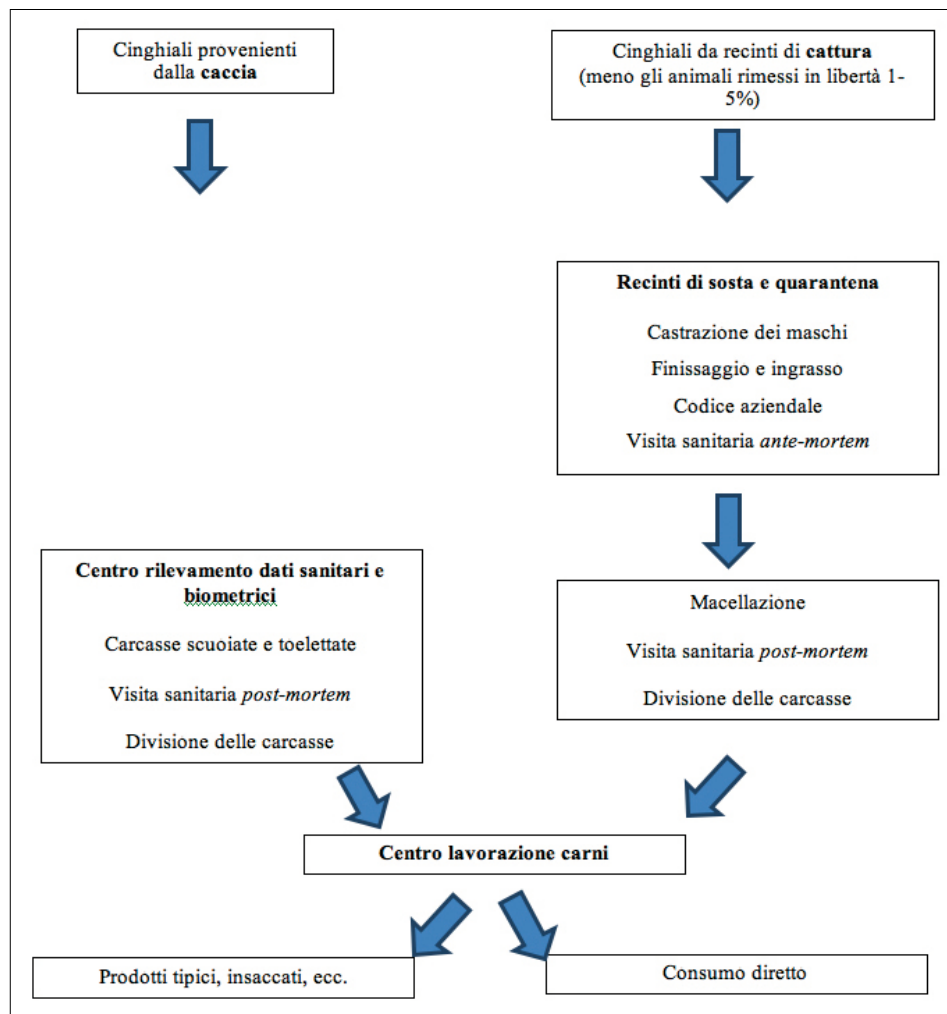 Cinghiali provenienti
dalla caccia
Cinghiali da recinti di cattura
(meno gli animali rimessi in libertà 1-
5%)
Recinti di sosta e quarantena
Castrazione dei maschi
Finissaggio e ingrasso
Codice aziendale
Visita sanitaria ante-mortem
Centro rilevamento dati sanitari e
biometrici
Carcasse scuoiate e toelettate
Visita sanitaria post-mortem
Divisione delle carcasse
Macellazione
Visita sanitaria post-mortem
Divisione delle carcasse
Centro lavorazione carni
Prodotti tipici, insaccati, ecc.
Consumo diretto